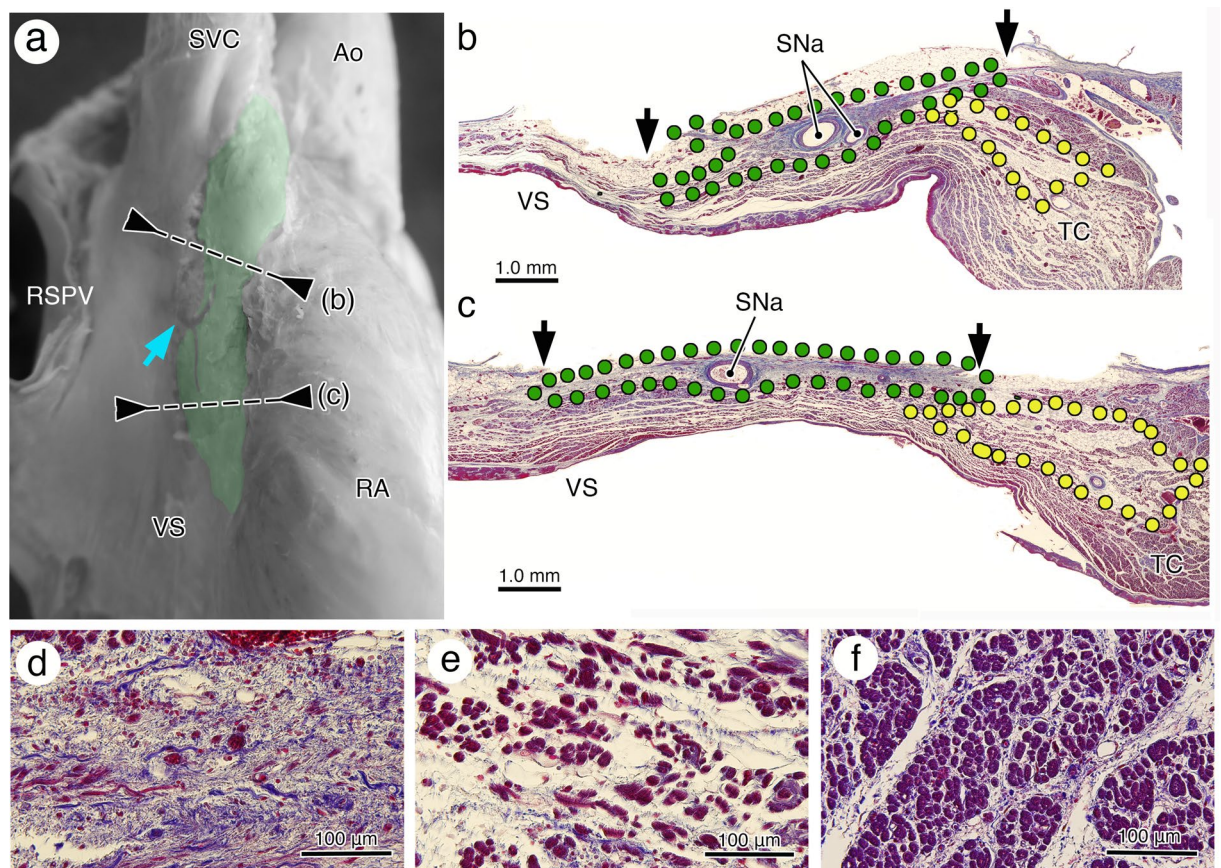 a
SVC
Ao
RSPV
(b)
(c)
RA
VS
b
SNa
VS
TC
1.0 mm
c
SNa
VS
TC
1.0 mm
d
100 µm
e
100 µm
f
100 µm